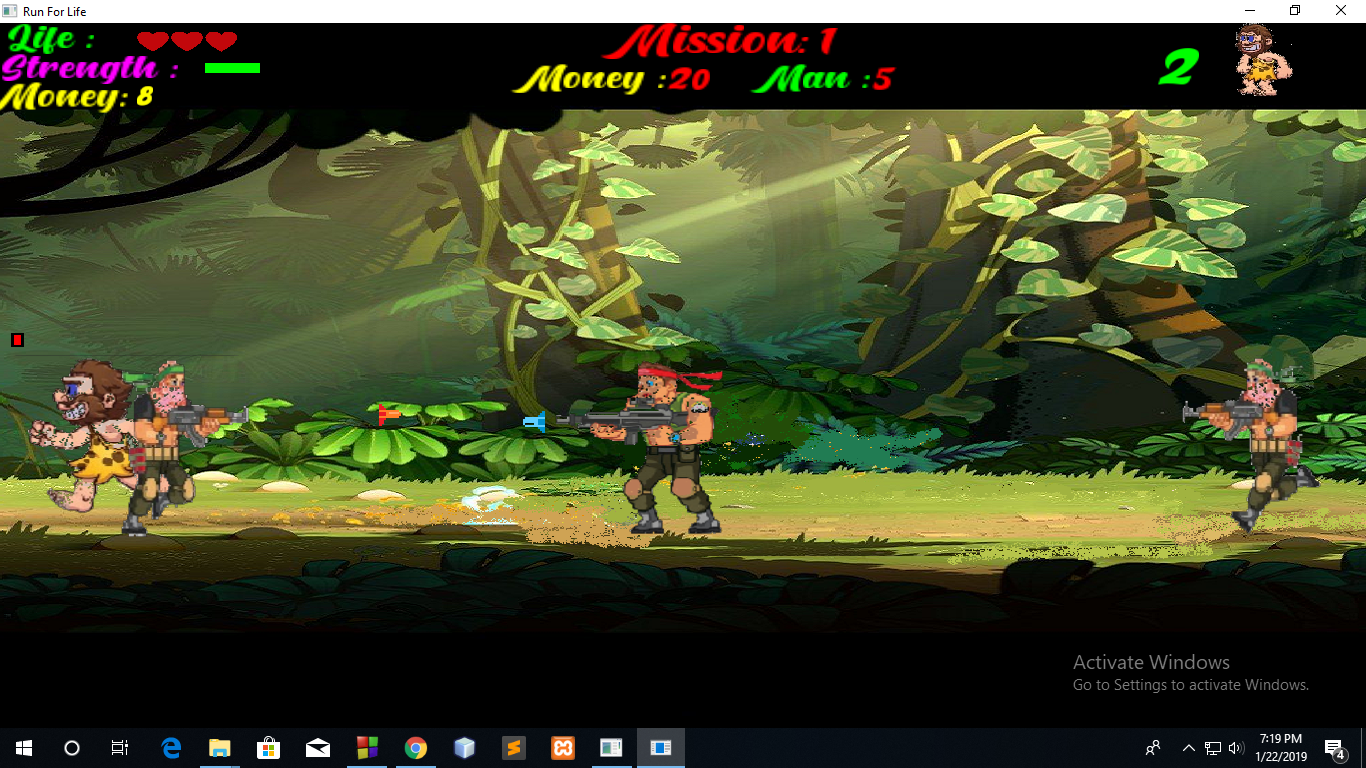 Run For Life
Life :
Mission: 1
2
Strength :
Money :20 Man :5
Money: 8
Activate Windows
Go to Settings to activate Windows.
7:19 PM
1/22/2019
4